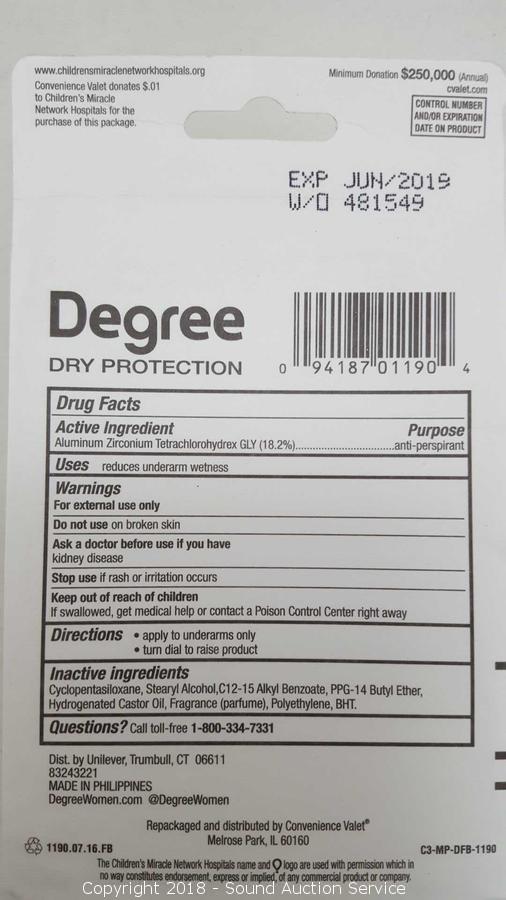 www.childrensmiraclenetworkhospitals.org
Convenience Valet donates $.01
to Children's Miracle
Network Hospitals for the
purchase of this package.
Minimum Donation $250,000 (Annual)
cvalet.com
CONTROL NUMBER
AND/OR EXPIRATION
DATE ON PRODUCT
EXP JUN/2019
W/O 481549
Degree
DRY PROTECTION
0 94187 01190 4
Drug Facts
Active Ingredient Purpose
Aluminum Zirconium Tetrachlorohydrex GLY (18.2%)..................................anti-perspirant
Uses reduces underarm wetness
Warnings
For external use only
Do not use on broken skin
Ask a doctor before use if you have
kidney disease
Stop use if rash or irritation occurs
Keep out of reach of children
If swallowed, get medical help or contact a Poison Control Center right away
Directions • apply to underarms only
• turn dial to raise product
Inactive ingredients
Cyclopentasiloxane, Stearyl Alcohol,C12-15 Alkyl Benzoate, PPG-14 Butyl Ether,
Hydrogenated Castor Oil, Fragrance (parfume), Polyethylene, BHT.
Questions? Call toll-free 1-800-334-7331
Dist. by Unilever, Trumbull, CT 06611
83243221
MADE IN PHILIPPINES
DegreeWomen.com @DegreeWomen
Repackaged and distributed by Convenience Valet®
Melrose Park, IL 60160
1190.07.16.FB
C3-MP-DFB-1190
The Children's Miracle Network Hospitals name and logo are used with permission which in
no way constitutes endorsement, express or implied, of any commercial product or company.
Copyright 2018 - Sound Auction Service